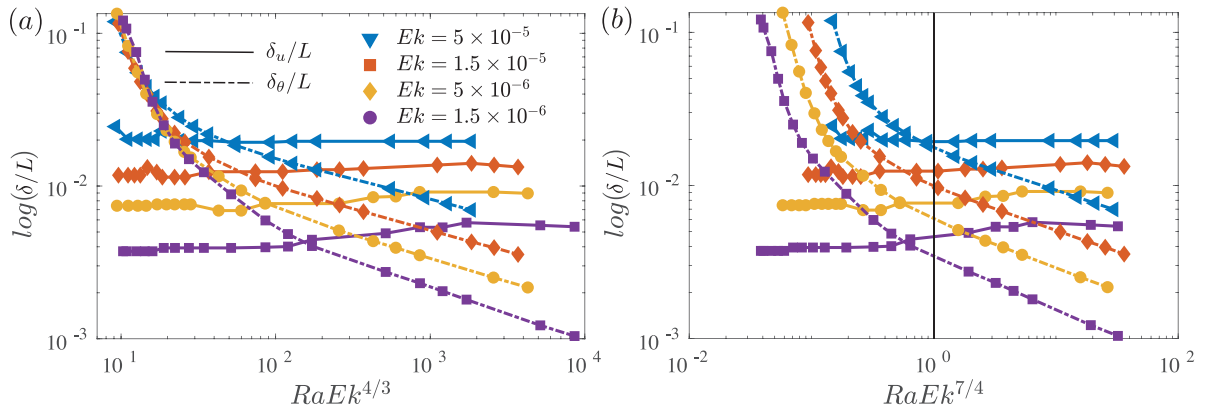 (a)
δ_u/L
δ_θ/L
Ek = 5 × 10^{-5}
Ek = 1.5 × 10^{-5}
Ek = 5 × 10^{-6}
Ek = 1.5 × 10^{-6}
log(δ/L)
10^{-1}
10^{-2}
10^{-3}
10^1
10^2
10^3
10^4
RaEk^{4/3}
(b)
log(δ/L)
10^{-1}
10^{-2}
10^{-3}
10^{-2}
10^{-1}
10^0
10^2
RaEk^{7/4}